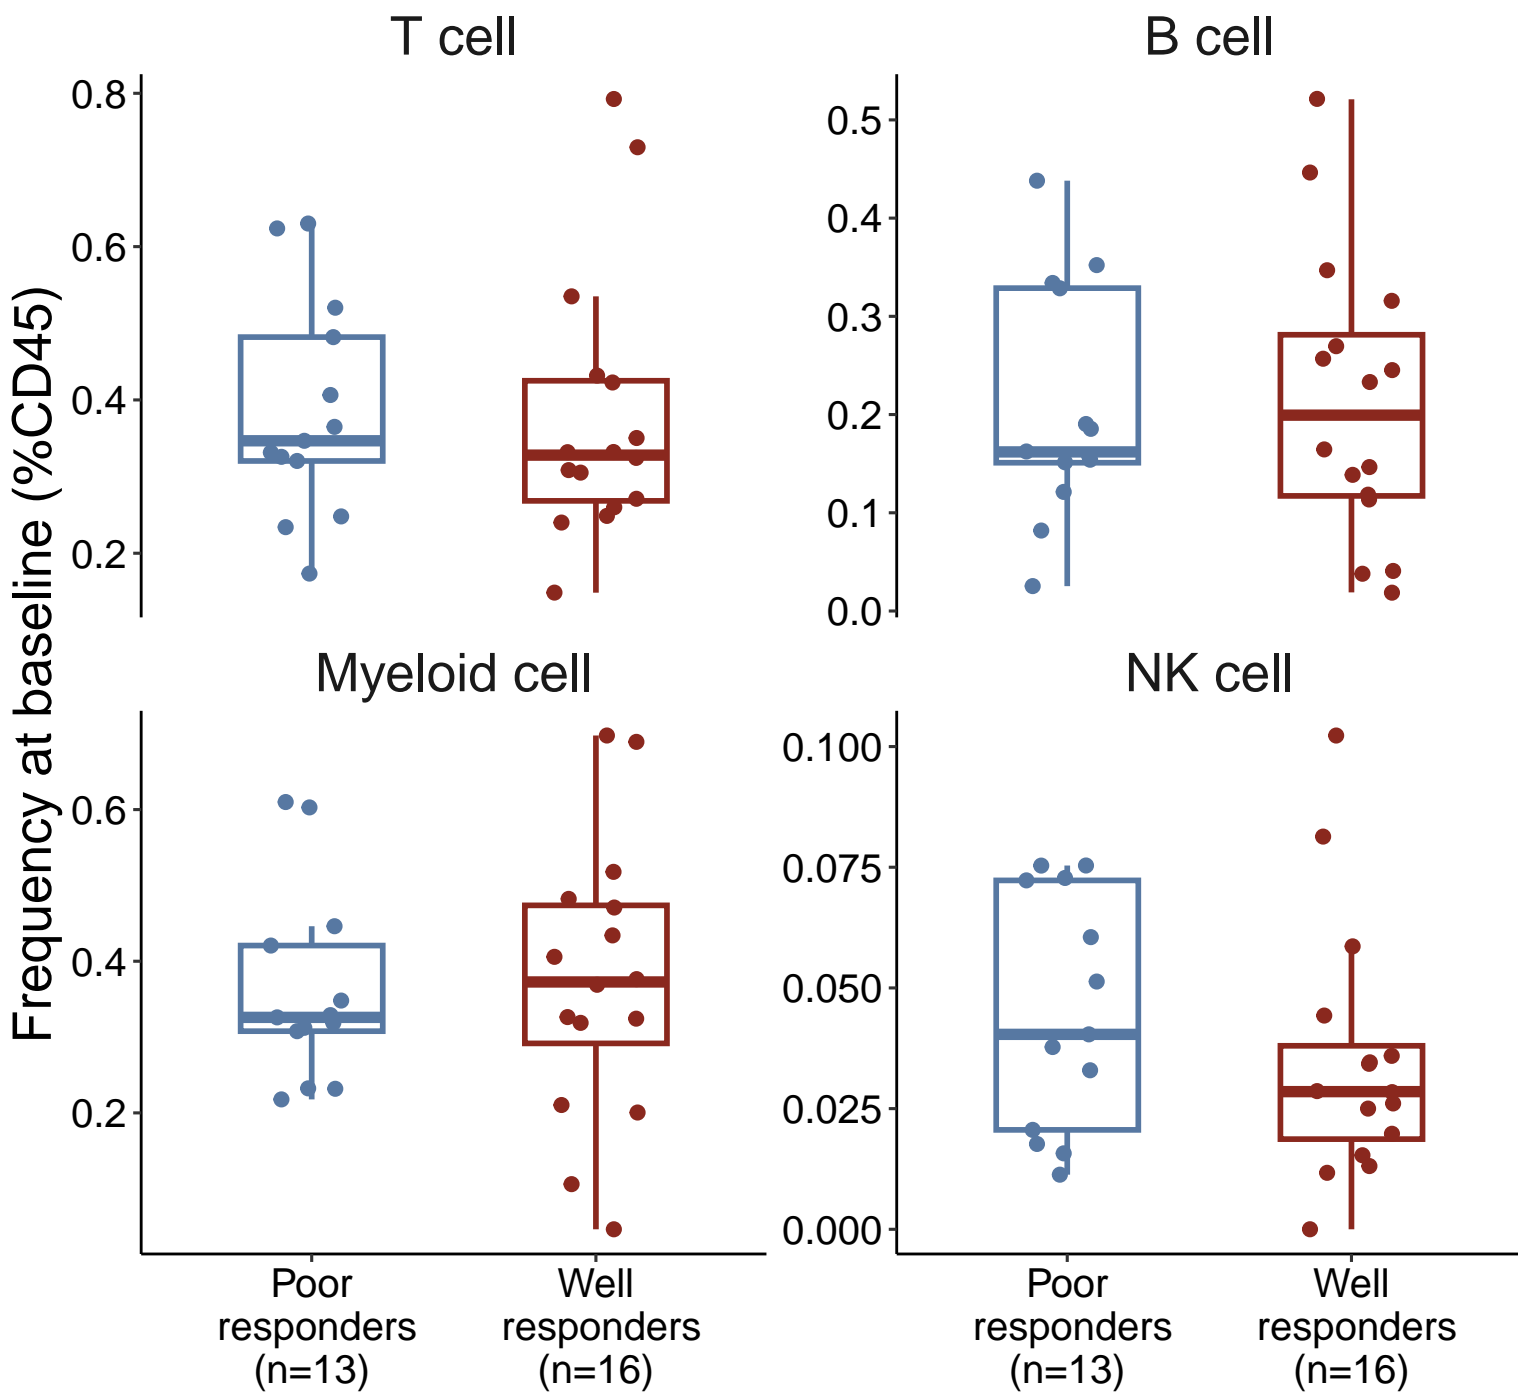 T cell
B cell
Frequency at baseline (%CD45)
0.8
0.6
0.4
0.2
0.5
0.4
0.3
0.2
0.1
0.0
Myeloid cell
NK cell
0.6
0.4
0.2
0.100
0.075
0.050
0.025
0.000
Poor
responders
(n=13)
Well
responders
(n=16)
Poor
responders
(n=13)
Well
responders
(n=16)